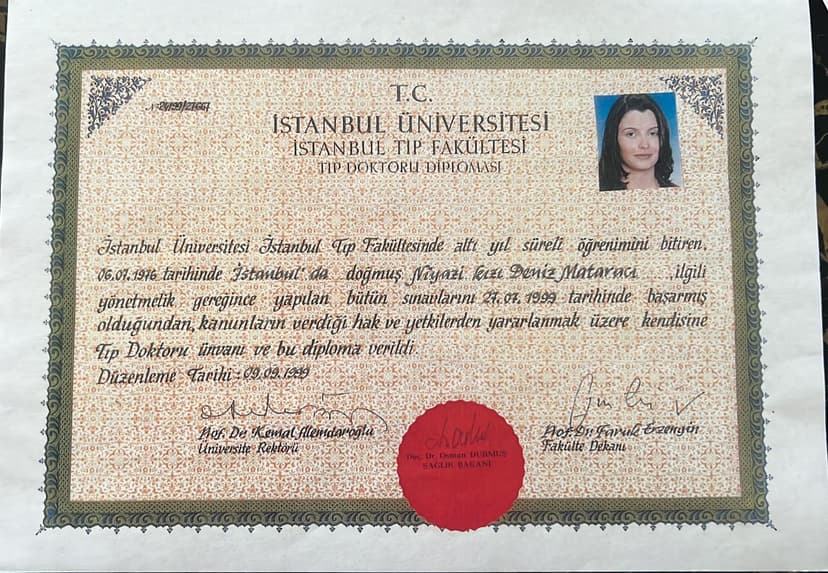 T.C.
İSTANBUL ÜNİVERSİTESİ
İSTANBUL TIP FAKÜLTESİ
TIP DOKTORU DİPLOMASI
İstanbul Üniversitesi İstanbul Tıp Fakültesinde altı yıl süreli öğrenimini bitiren,
06.07.1976 tarihinde İstanbul'da doğmuş Niyazi kızı Deniz Mataracı ....., ilgili
yönetmelik gereğince yapılan bütün sınavlarını 27.07.1999 tarihinde başarmış
olduğundan, kanunların verdiği hak ve yetkilerden yararlanmak üzere kendisine
Tıp Doktoru ünvanı ve bu diploma verildi.
Düzenleme Tarihi : 09.09.1999
Prof. Dr. Kemal Alemdaroğlu
Üniversite Rektörü
Doç. Dr. Osman DURMUŞ
SAĞLIK BAKANI
Prof. Dr. Faruk Erzengin
Fakülte Dekanı